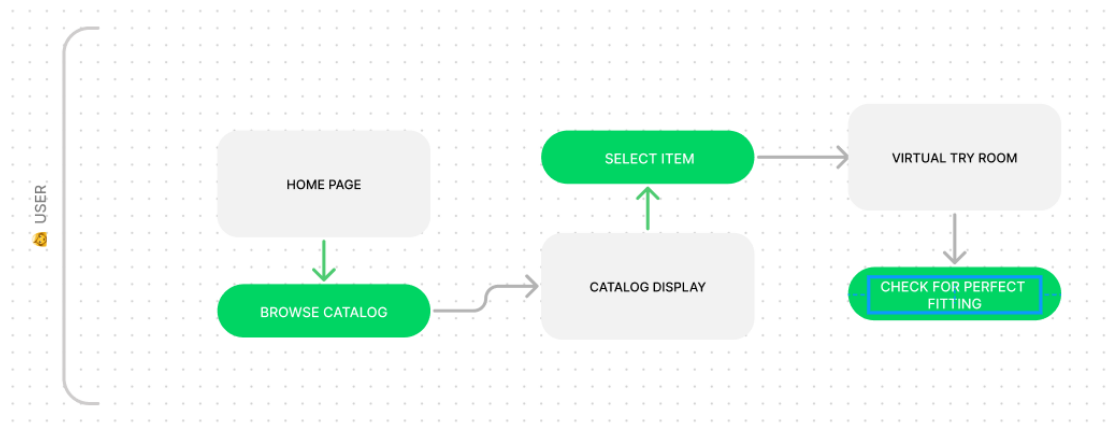 USER
HOME PAGE
BROWSE CATALOG
CATALOG DISPLAY
SELECT ITEM
VIRTUAL TRY ROOM
CHECK FOR PERFECT
FITTING